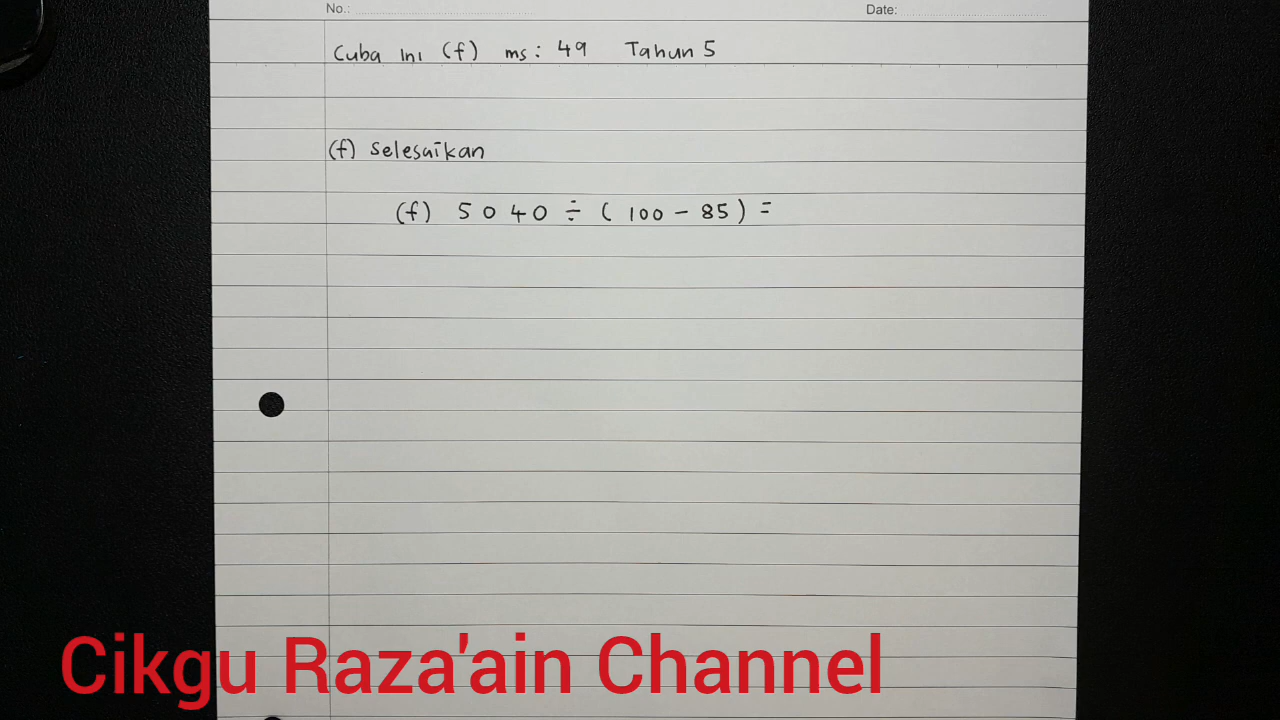 No.: Date:
Cuba Ini (f) ms: 49 Tahun 5
(f) Selesaikan
(f) 5040 ÷ (100 - 85) =
Cikgu Raza'ain Channel